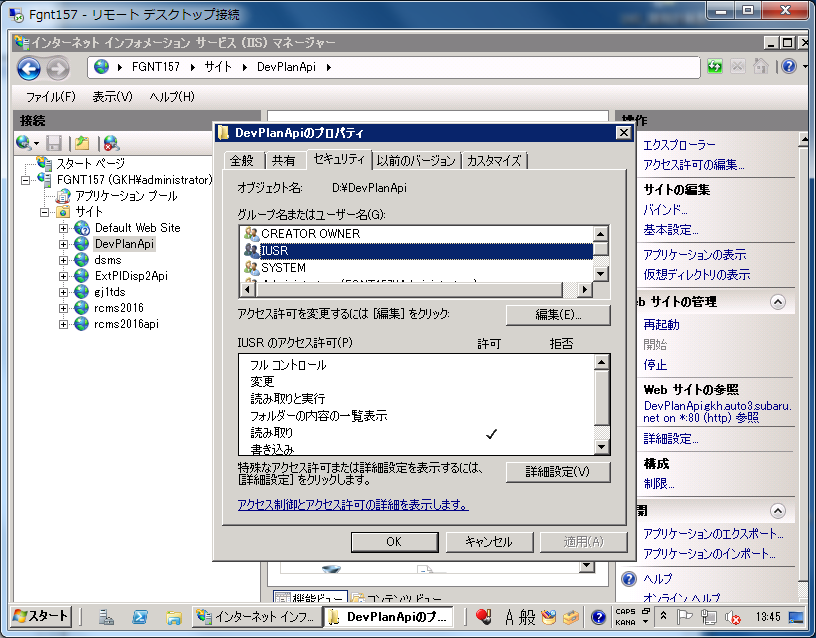 Fgnt157 - リモート デスクトップ接続
インターネット インフォメーション サービス (IIS) マネージャー
FGNT157 サイト DevPlanApi
ファイル(F) 表示(V) ヘルプ(H)
接続
スタート ページ
FGNT157 (GKH¥administrator)
アプリケーション プール
サイト
Default Web Site
DevPlanApi
dsms
ExtPIDisp2Api
gj1tds
rcms2016
rcms2016api
DevPlanApiのプロパティ
全般 共有 セキュリティ 以前のバージョン カスタマイズ
オブジェクト名: D:¥DevPlanApi
グループ名またはユーザー名(G):
CREATOR OWNER
IUSR
SYSTEM
アクセス許可を変更するには [編集] をクリック:
編集(E)...
IUSR のアクセス許可(P) 許可 拒否
フル コントロール
変更
読み取りと実行
フォルダーの内容の一覧表示
読み取り
書き込み
特殊なアクセス許可または詳細設定を表示するには、
[詳細設定] をクリックします。
詳細設定(V)
アクセス制御とアクセス許可の詳細を表示します。
OK キャンセル 適用(A)
機能ビュー コンテンツ ビュー
操作
エクスプローラー
アクセス許可の編集...
サイトの編集
バインド...
基本設定...
アプリケーションの表示
仮想ディレクトリの表示
b サイトの管理
再起動
開始
停止
Web サイトの参照
DevPlanApi.gkh.auto3.subaru.
net on *:80 (http) 参照
詳細設定...
構成
制限...
開
アプリケーションのエクスポート...
アプリケーションのインポート...
ヘルプ
オンライン ヘルプ
スタート
インターネット インフ...
DevPlanApiのプ...
A 般
CAPS
KANA
13:45